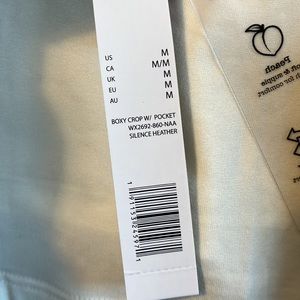 US M
CA M/M
UK M
EU M
AU M
BOXY CROP W/ POCKET
WX2692-860-NAA
SILENCE HEATHER
Peach